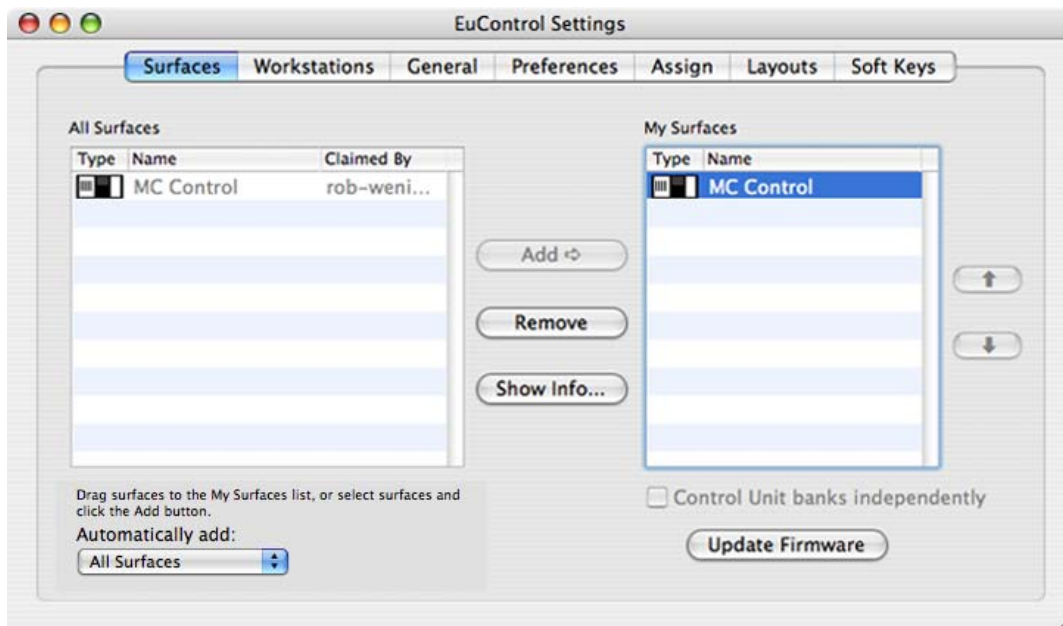 EuControl Settings
Surfaces Workstations General Preferences Assign Layouts Soft Keys
All Surfaces
Type Name Claimed By
MC Control rob-weni...
My Surfaces
Type Name
MC Control
Add
Remove
Show Info...
Drag surfaces to the My Surfaces list, or select surfaces and
click the Add button.
Automatically add:
All Surfaces
Control Unit banks independently
Update Firmware